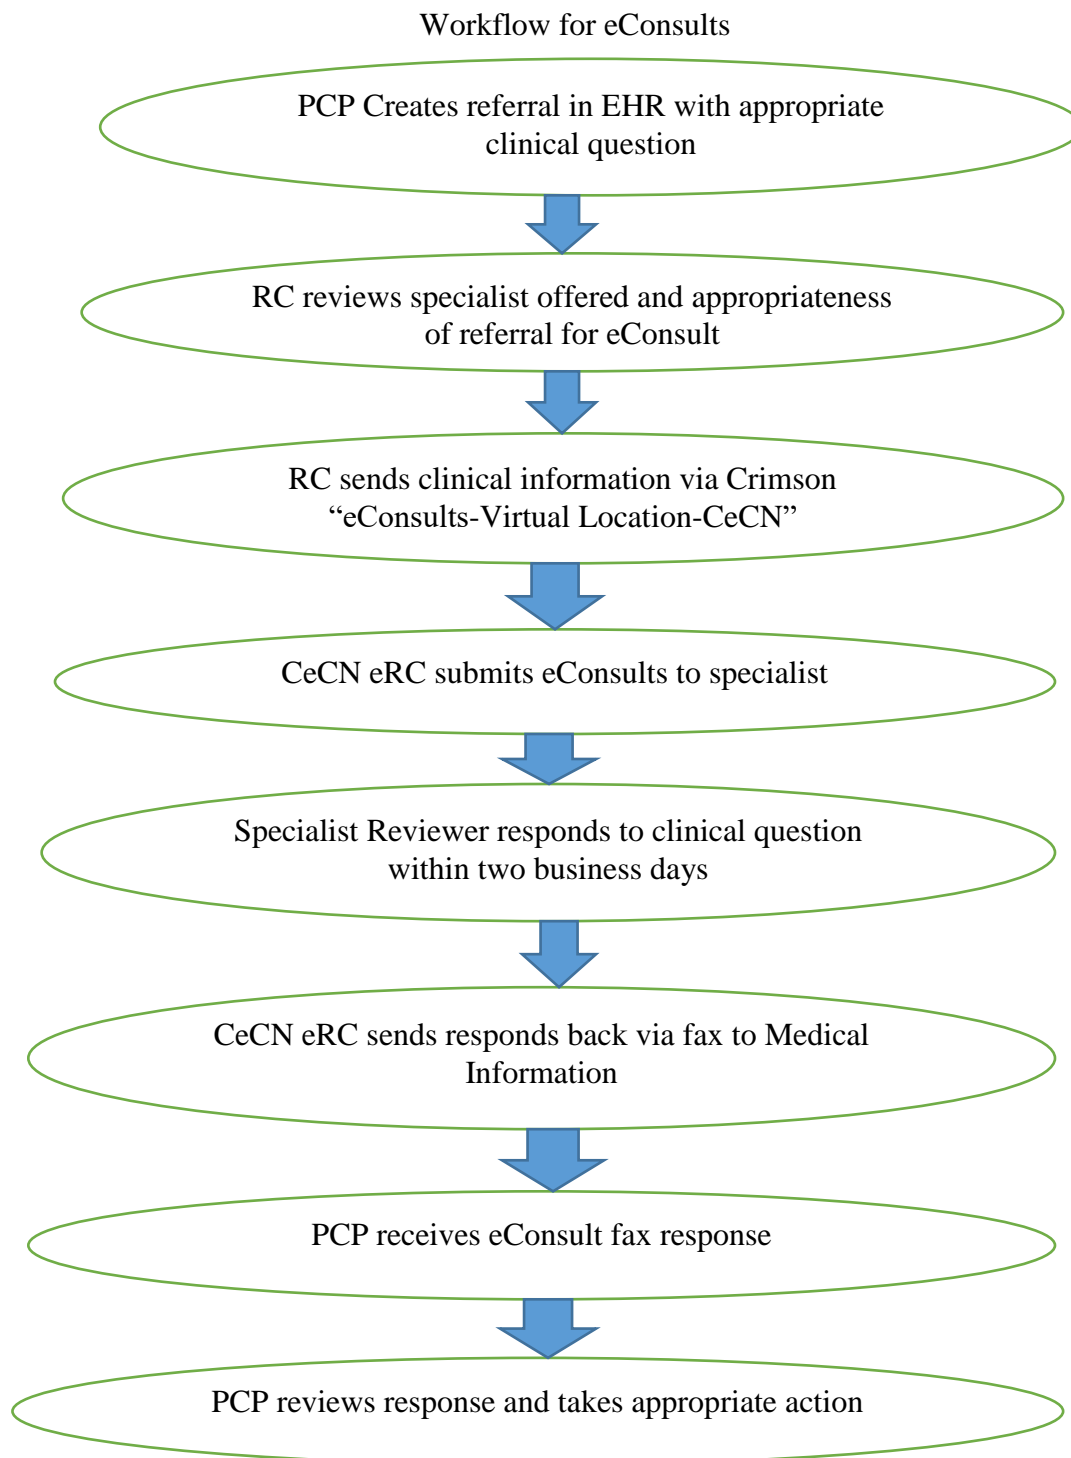 Workflow for eConsults
PCP Creates referral in EHR with appropriate
clinical question
RC reviews specialist offered and appropriateness
of referral for eConsult
RC sends clinical information via Crimson
“eConsults-Virtual Location-CeCN”
CeCN eRC submits eConsults to specialist
Specialist Reviewer responds to clinical question
within two business days
CeCN eRC sends responds back via fax to Medical
Information
PCP receives eConsult fax response
PCP reviews response and takes appropriate action